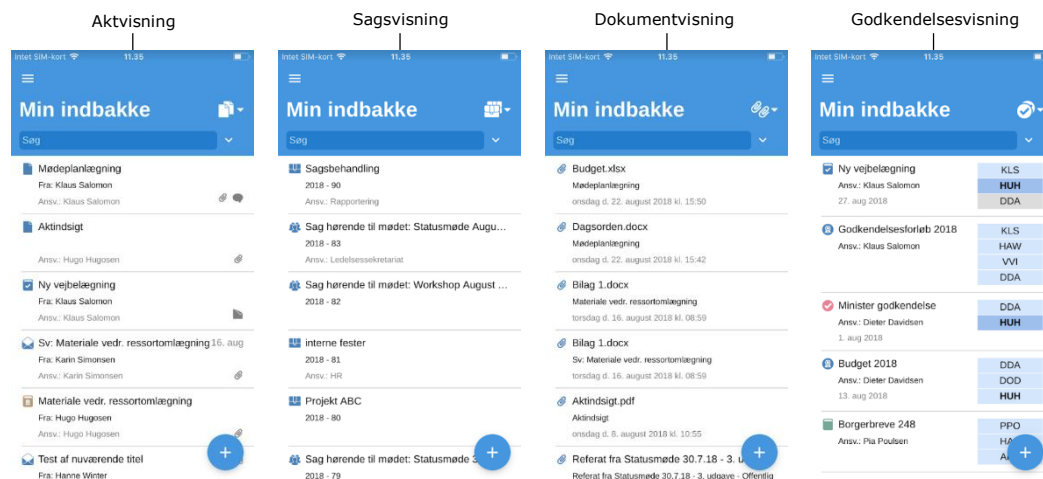 Aktvisning
Sagsvisning
Dokumentvisning
Godkendelsesvisning
Intet SIM-kort
11.35
Min indbakke
Søg
Mødeplanlægning
Fra: Klaus Salomon
Ansv.: Klaus Salomon
Aktindsigt
Ansv.: Hugo Hugosen
Ny vejbelægning
Fra: Klaus Salomon
Ansv.: Klaus Salomon
Sv: Materiale vedr. ressortomlægning 16. aug
Fra: Karin Simonsen
Ansv.: Karin Simonsen
Materiale vedr. ressortomlægning
Fra: Hugo Hugosen
Ansv.: Hugo Hugosen
Test af nuværende titel
Fra: Hanne Winter
+
Intet SIM-kort
11.35
Min indbakke
Søg
Sagsbehandling
2018 - 90
Ansv.: Rapportering
Sag hørende til mødet: Statusmøde Augu...
2018 - 83
Ansv.: Ledelsessekretariat
Sag hørende til mødet: Workshop August ...
2018 - 82
interne fester
2018 - 81
Ansv.: HR
Projekt ABC
2018 - 80
Sag hørende til mødet: Statusmøde 3
2018 - 79
+
Intet SIM-kort
11.35
Min indbakke
Søg
Budget.xlsx
Mødeplanlægning
onsdag d. 22. august 2018 kl. 15:50
Dagsorden.docx
Mødeplanlægning
onsdag d. 22. august 2018 kl. 15:42
Bilag 1.docx
Materiale vedr. ressortomlægning
torsdag d. 16. august 2018 kl. 08:59
Bilag 1.docx
Sv: Materiale vedr. ressortomlægning
torsdag d. 16. august 2018 kl. 08:59
Aktindsigt.pdf
Aktindsigt
onsdag d. 8. august 2018 kl. 10:55
Referat fra Statusmøde 30.7.18 - 3. u
Referat fra Statusmøde 30.7.18 - 3. udgave - Offentlig
+
Intet SIM-kort
11.35
Min indbakke
Søg
Ny vejbelægning
Ansv.: Klaus Salomon
27. aug 2018
KLS
HUH
DDA
Godkendelsesforløb 2018
Ansv.: Klaus Salomon
KLS
HAW
VVI
DDA
Minister godkendelse
Ansv.: Dieter Davidsen
1. aug 2018
DDA
HUH
Budget 2018
Ansv.: Dieter Davidsen
13. aug 2018
DDA
DOD
HUH
Borgerbreve 248
Ansv.: Pia Poulsen
PPO
+